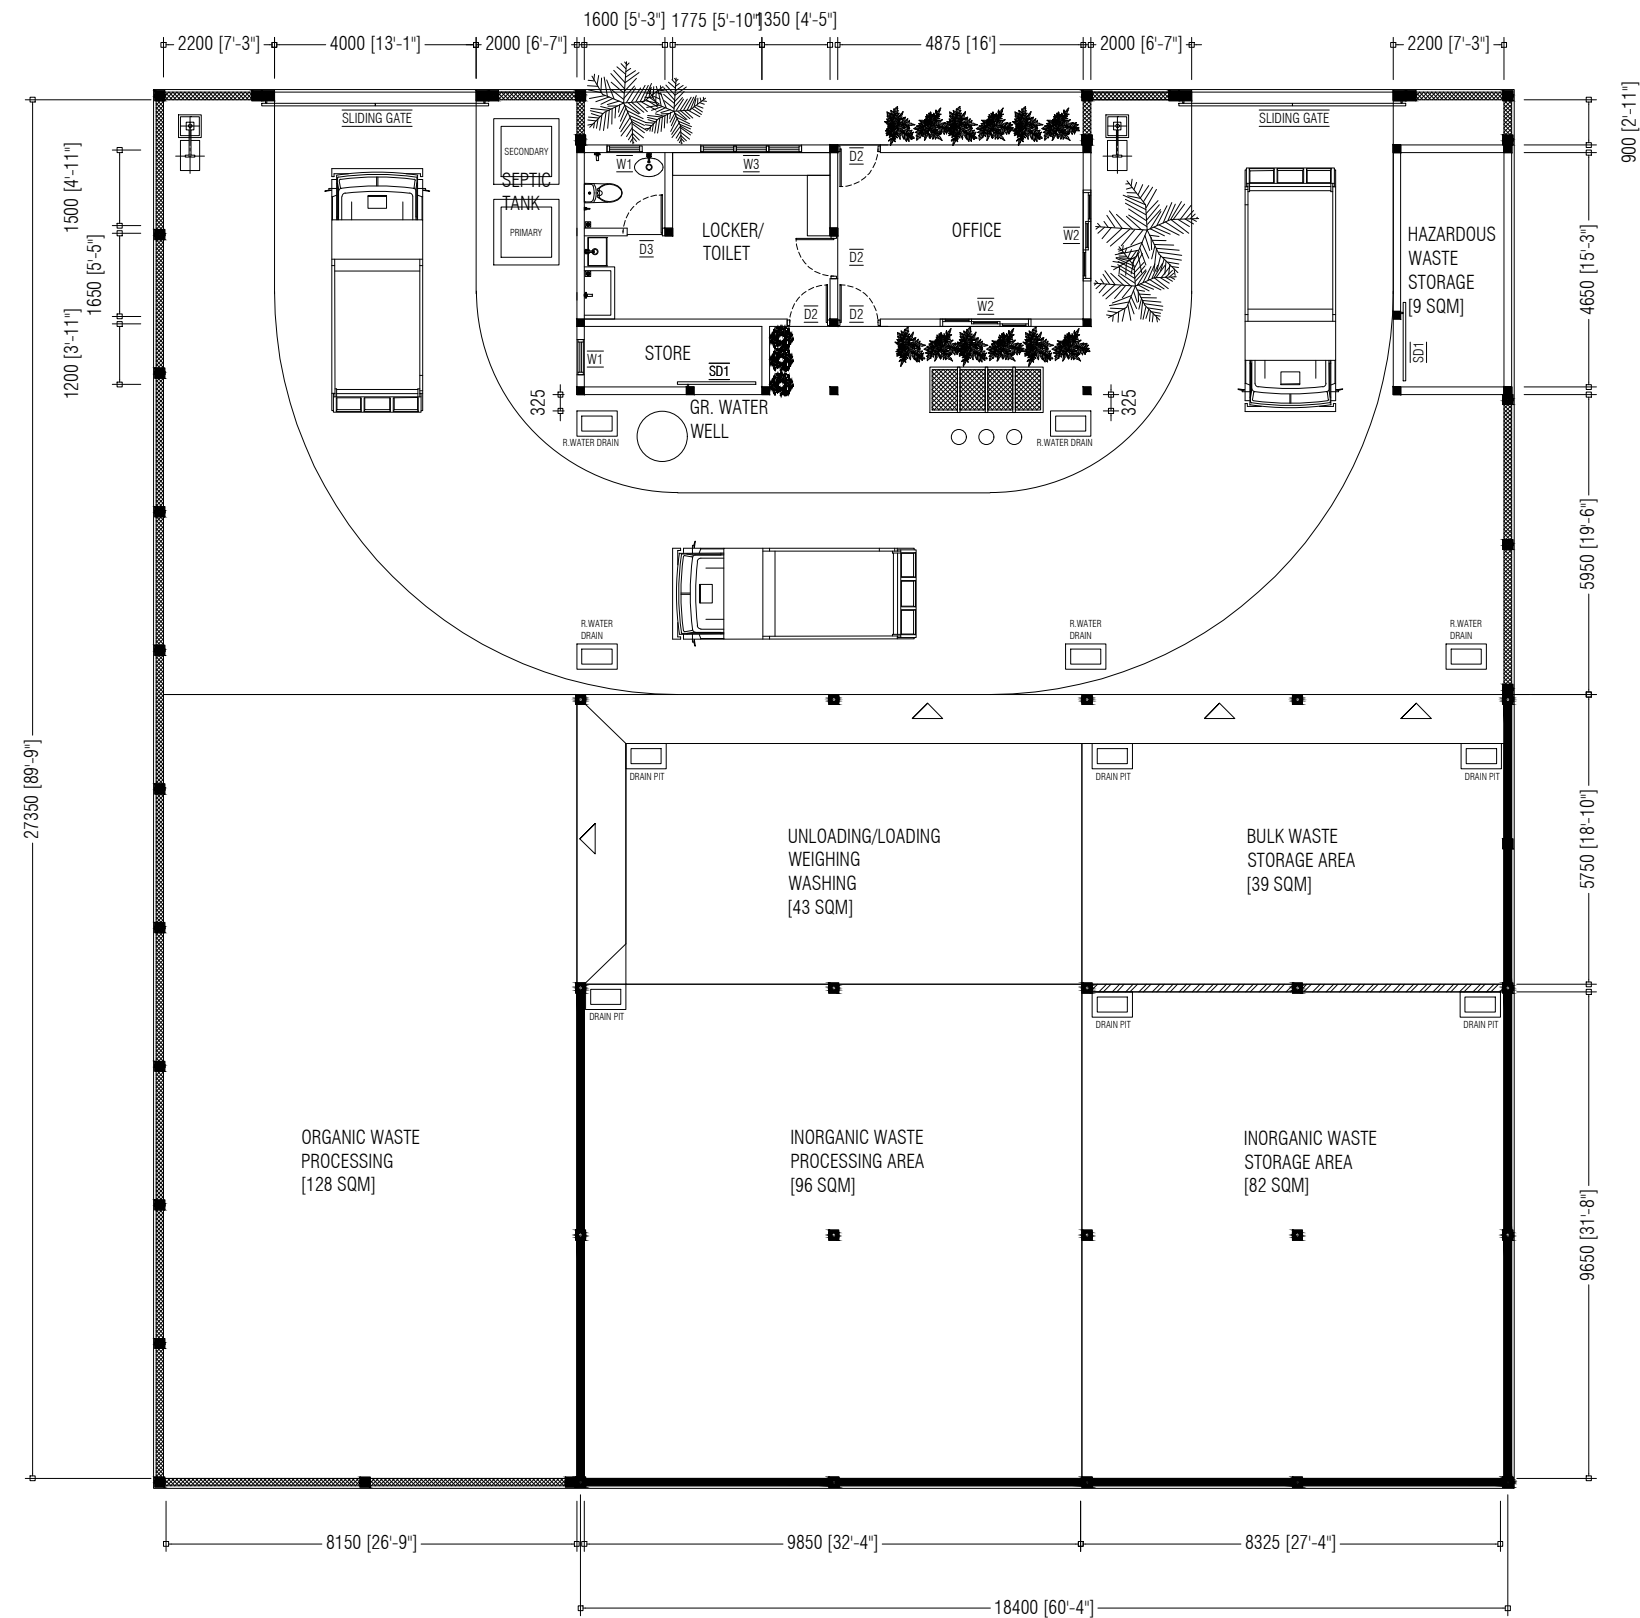 1600 [5'-3"] 1775 [5'-10"] 1350 [4'-5"]
2200 [7'-3"] 4000 [13'-1"] 2000 [6'-7"] 4875 [16'] 2000 [6'-7"] 2200 [7'-3"]
900 [2'-11"]
SLIDING GATE
SLIDING GATE
SECONDARY
SEPTIC
TANK
PRIMARY
W1
W3
D2
1500 [4'-11"]
1650 [5'-5"]
1200 [3'-11"]
LOCKER/
TOILET
D3
D2
D2
D2
OFFICE
W2
W2
HAZARDOUS
WASTE
STORAGE
[9 SQM]
SD1
4650 [15'-3"]
W1
STORE
SD1
325
325
GR. WATER
WELL
R.WATER DRAIN
R.WATER DRAIN
5950 [19'-6"]
R.WATER
DRAIN
R.WATER
DRAIN
R.WATER
DRAIN
27350 [89'-9"]
DRAIN PIT
DRAIN PIT
DRAIN PIT
UNLOADING/LOADING
WEIGHING
WASHING
[43 SQM]
BULK WASTE
STORAGE AREA
[39 SQM]
5750 [18'-10"]
DRAIN PIT
DRAIN PIT
DRAIN PIT
ORGANIC WASTE
PROCESSING
[128 SQM]
INORGANIC WASTE
PROCESSING AREA
[96 SQM]
INORGANIC WASTE
STORAGE AREA
[82 SQM]
9650 [31'-8"]
8150 [26'-9"] 9850 [32'-4"] 8325 [27'-4"]
18400 [60'-4"]